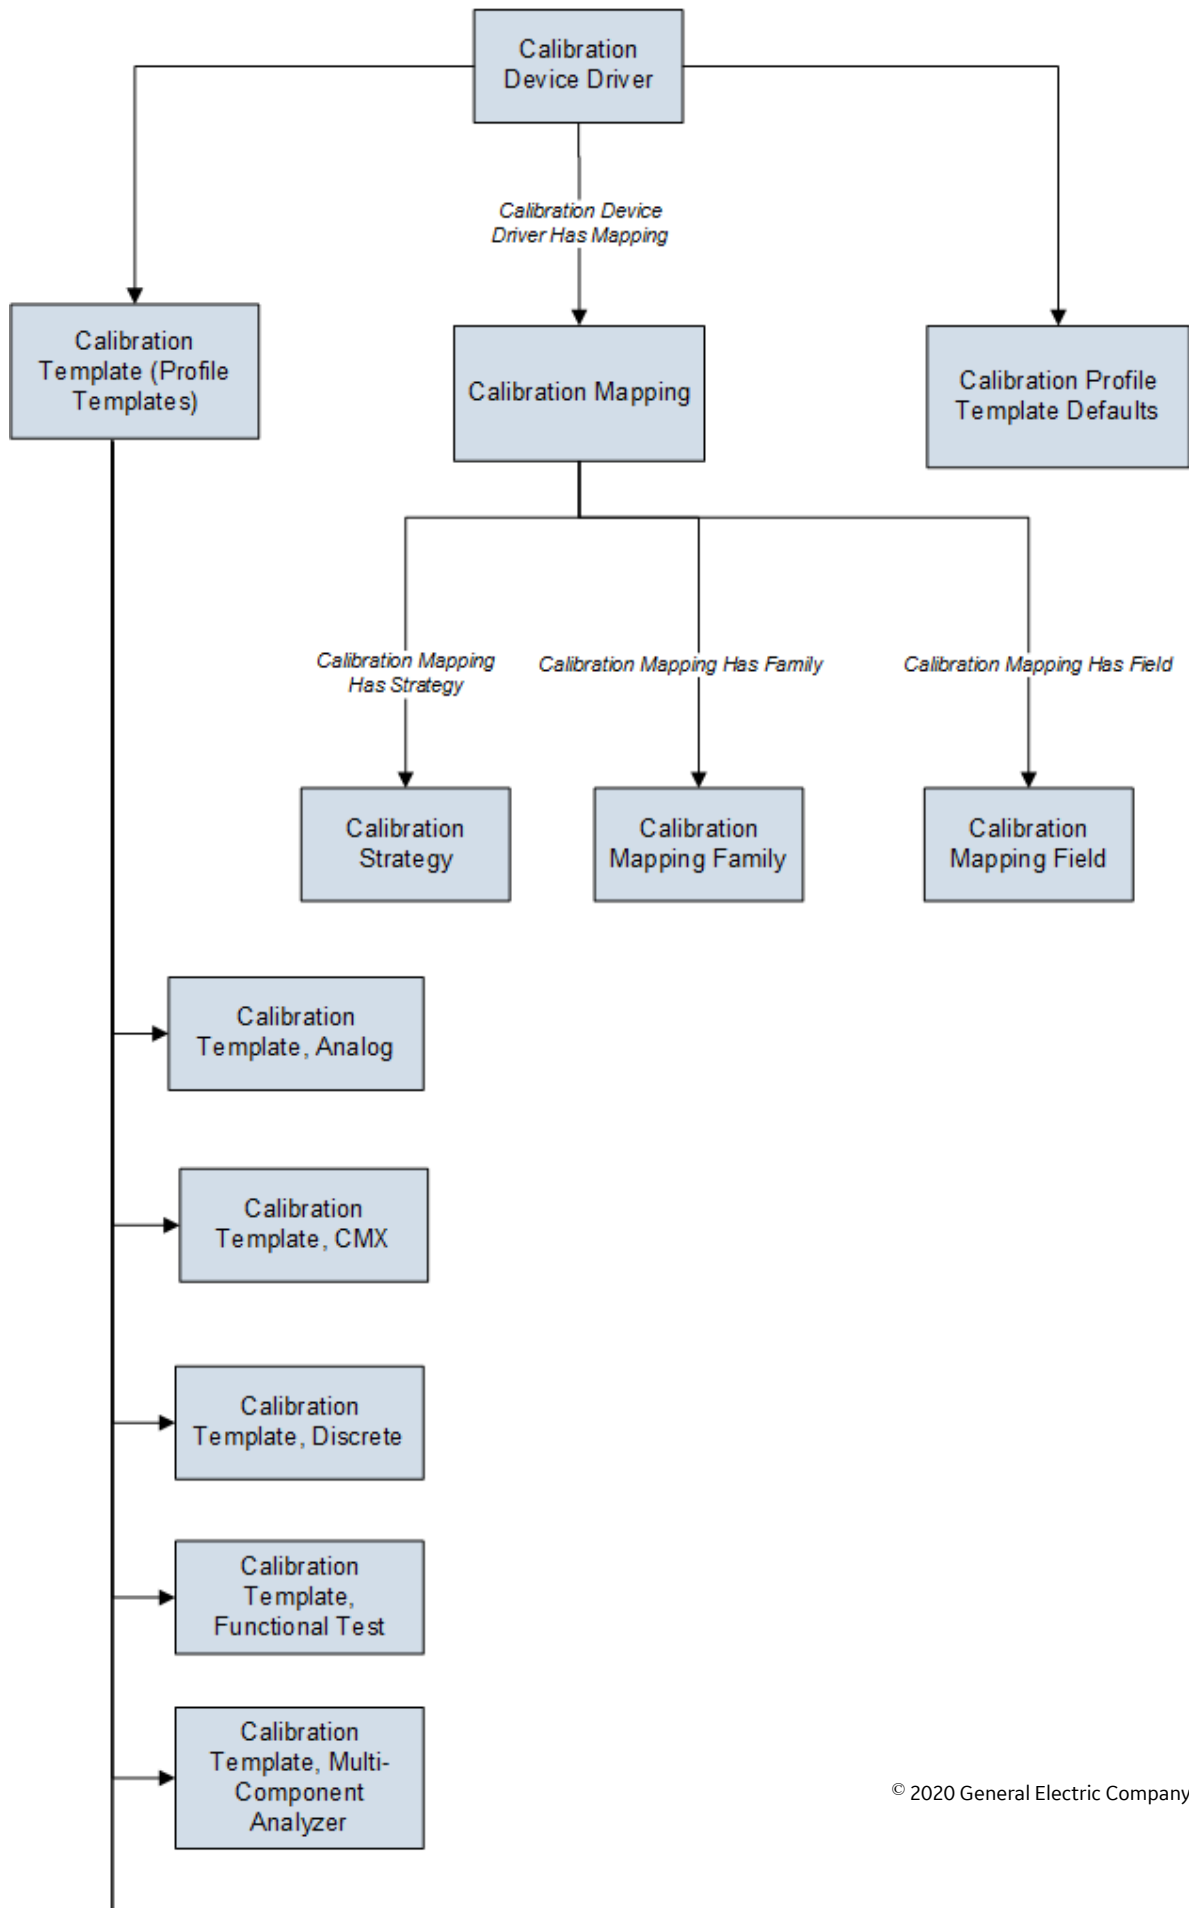 Calibration
Device Driver
Calibration Device
Driver Has Mapping
Calibration
Template (Profile
Templates)
Calibration Mapping
Calibration Profile
Template Defaults
Calibration Mapping
Has Strategy
Calibration Mapping Has Family
Calibration Mapping Has Field
Calibration
Strategy
Calibration
Mapping Family
Calibration
Mapping Field
Calibration
Template, Analog
Calibration
Template, CMX
Calibration
Template, Discrete
Calibration
Template,
Functional Test
Calibration
Template, Multi-
Component
Analyzer
© 2020 General Electric Company